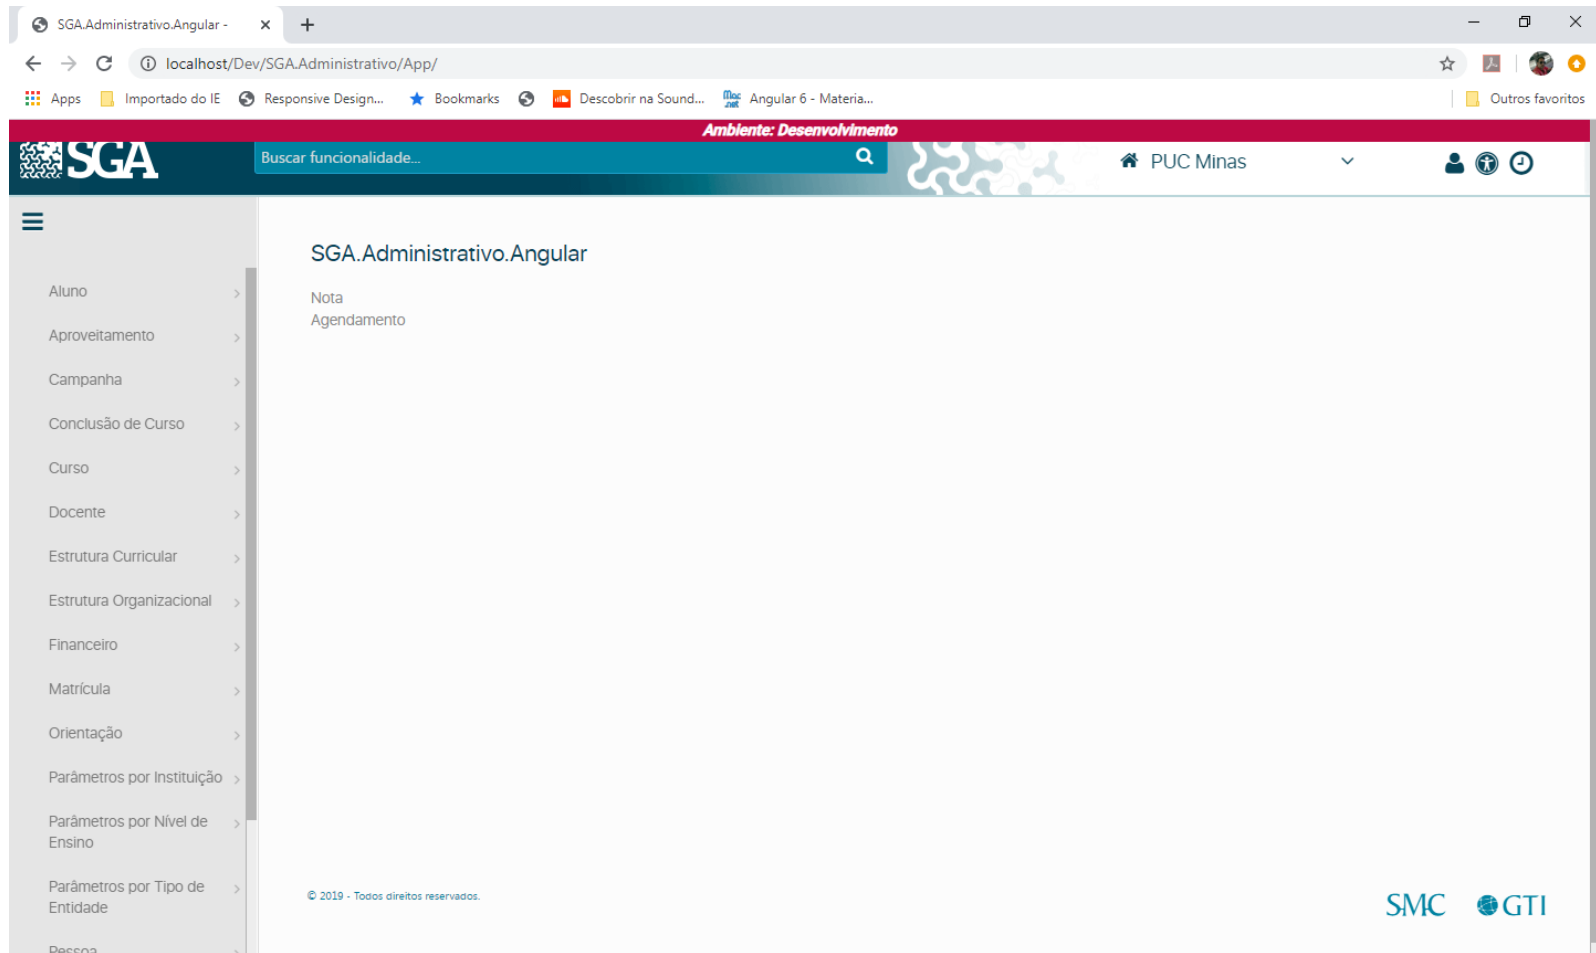 SGA.Administrativo.Angular -
localhost/Dev/SGA.Administrativo/App/
Apps Importado do IE Responsive Design... Bookmarks Descobrir na Sound... Angular 6 - Materia... Outros favoritos
Ambiente: Desenvolvimento
SGA Buscar funcionalidade... PUC Minas
SGA.Administrativo.Angular
Nota
Agendamento
Aluno
Aproveitamento
Campanha
Conclusão de Curso
Curso
Docente
Estrutura Curricular
Estrutura Organizacional
Financeiro
Matrícula
Orientação
Parâmetros por Instituição
Parâmetros por Nível de
Ensino
Parâmetros por Tipo de
Entidade
Pessoa
© 2019 - Todos direitos reservados.
SMC GTI